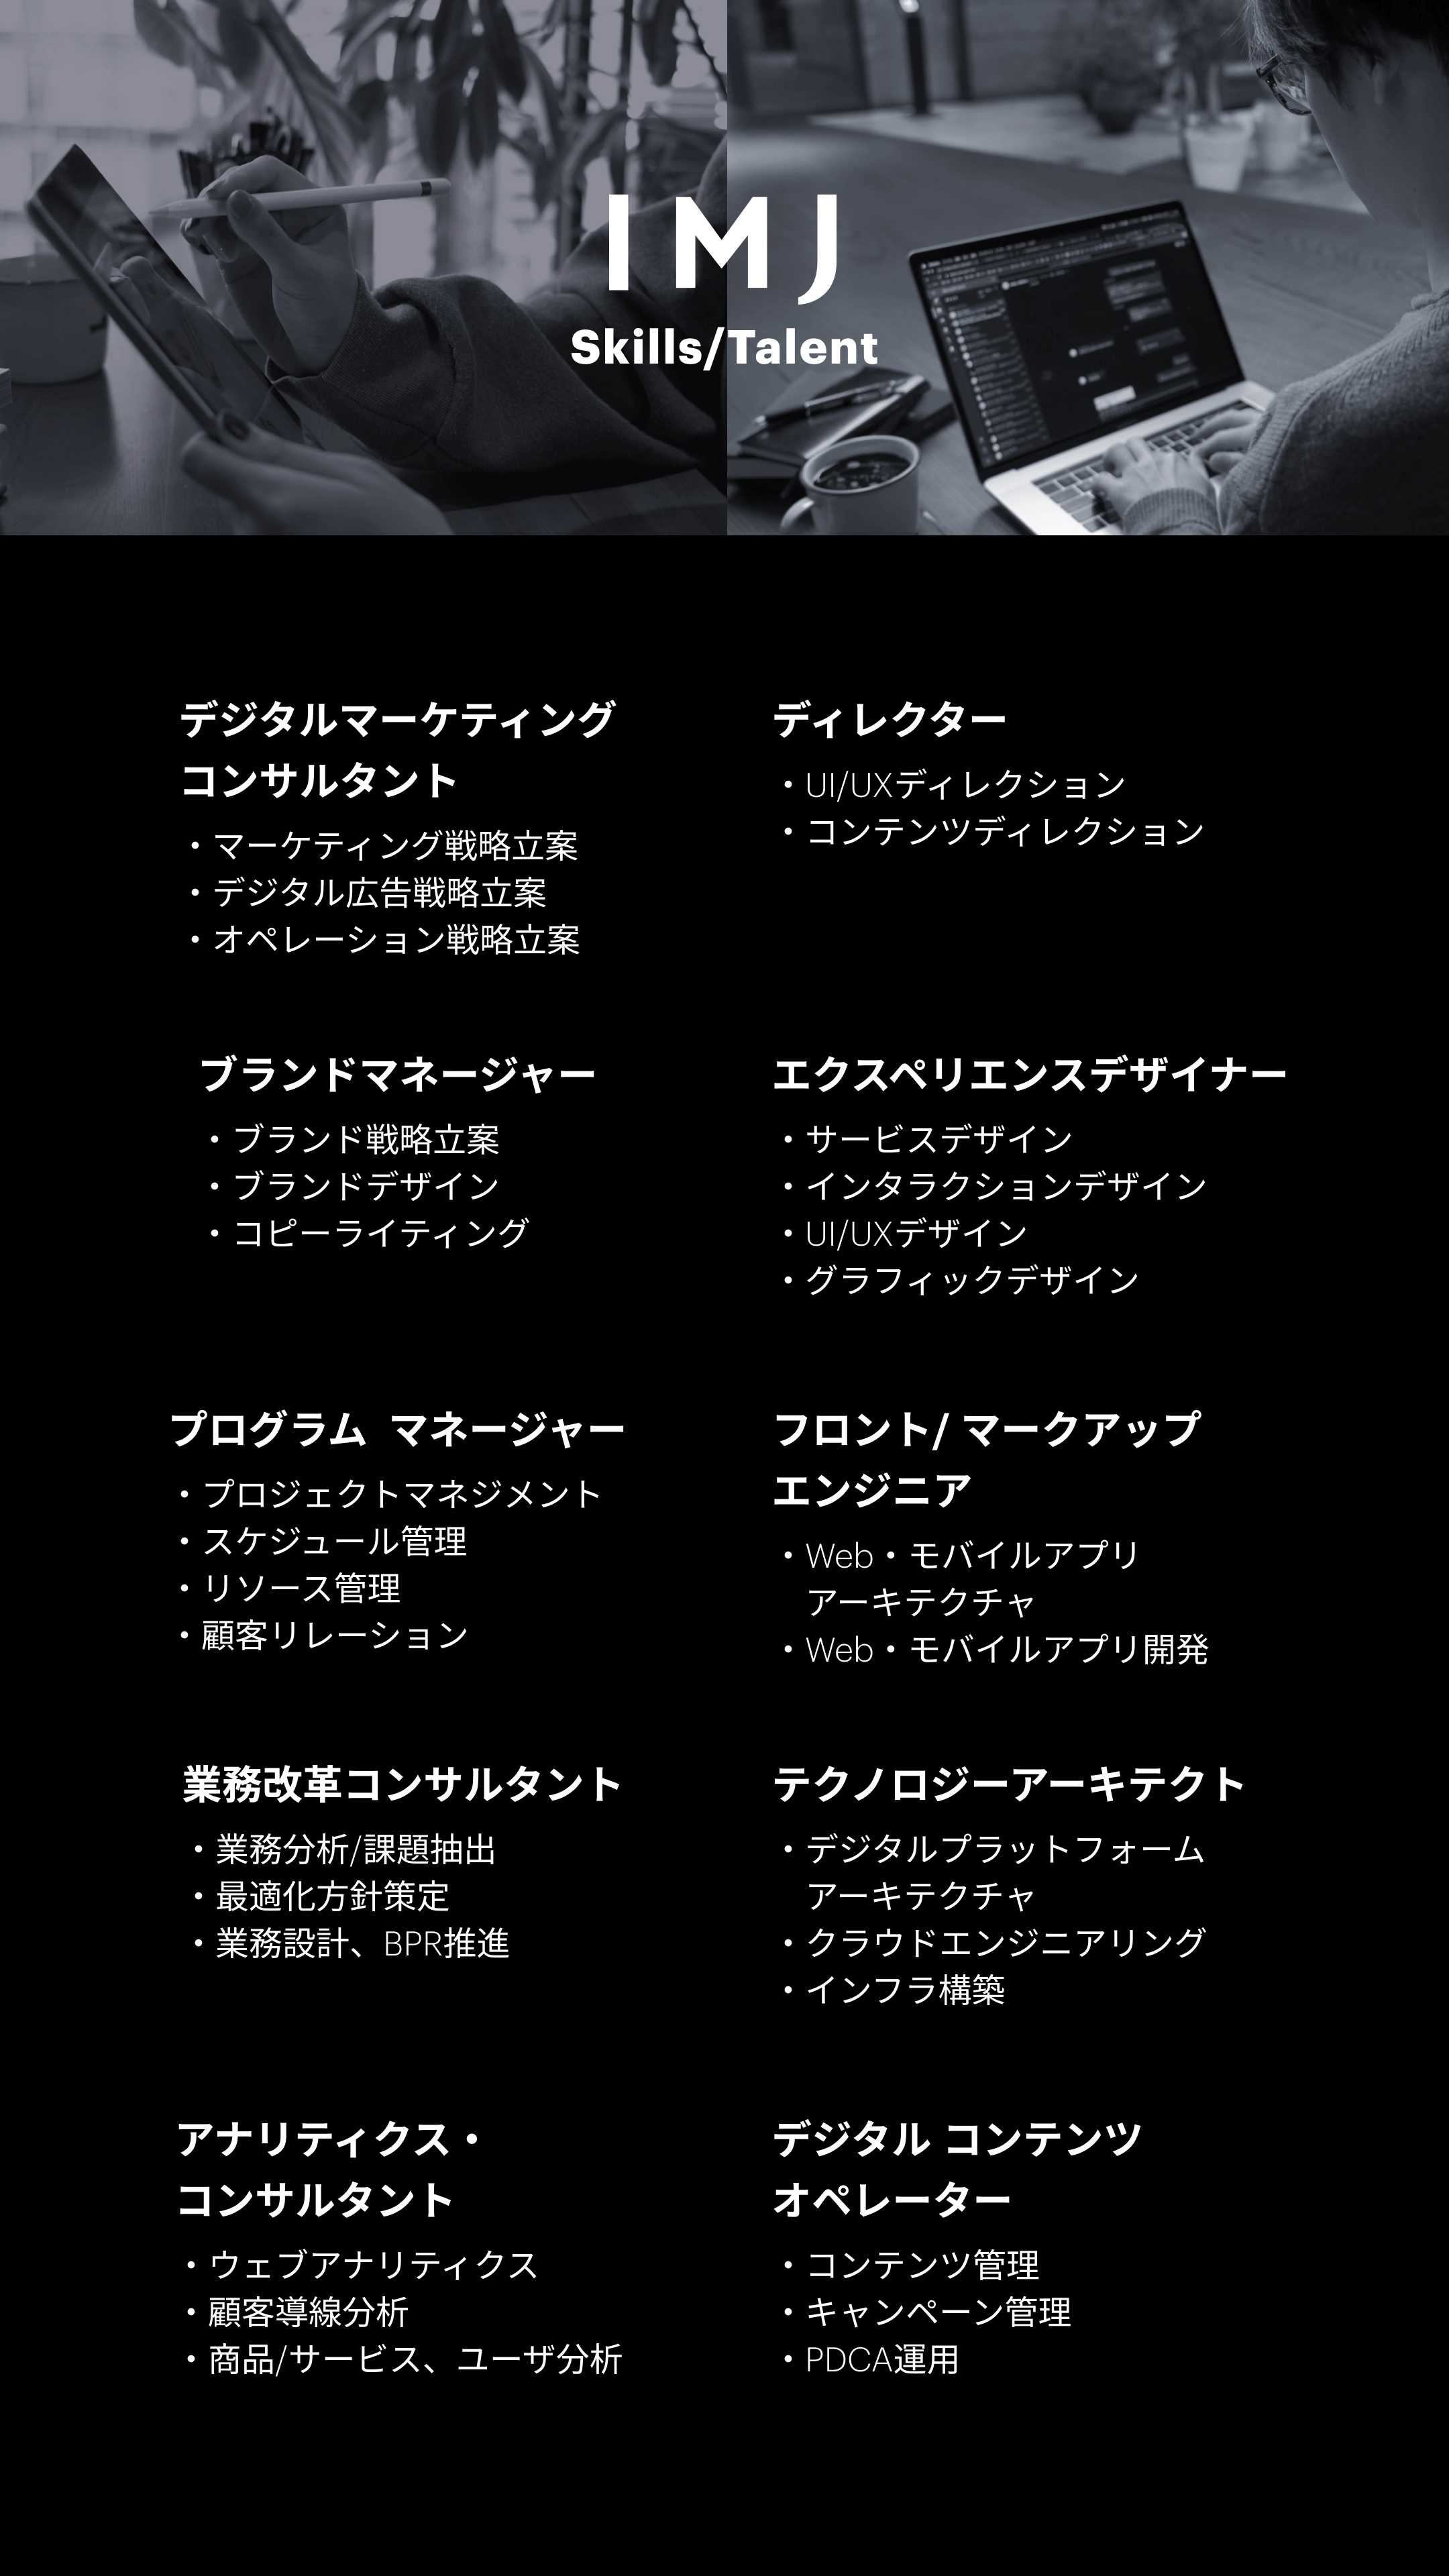 IMJ
Skills/Talent
デジタルマーケティング
コンサルタント
・マーケティング戦略立案
・デジタル広告戦略立案
・オペレーション戦略立案
ディレクター
・UI/UXディレクション
・コンテンツディレクション
ブランドマネージャー
・ブランド戦略立案
・ブランドデザイン
・コピーライティング
エクスペリエンスデザイナー
・サービスデザイン
・インタラクションデザイン
・UI/UXデザイン
・グラフィックデザイン
プログラム マネージャー
・プロジェクトマネジメント
・スケジュール管理
・リソース管理
・顧客リレーション
フロント/ マークアップ
エンジニア
・Web・モバイルアプリ
アーキテクチャ
・Web・モバイルアプリ開発
業務改革コンサルタント
・業務分析/課題抽出
・最適化方針策定
・業務設計、BPR推進
テクノロジーアーキテクト
・デジタルプラットフォーム
アーキテクチャ
・クラウドエンジニアリング
・インフラ構築
アナリティクス・
コンサルタント
・ウェブアナリティクス
・顧客導線分析
・商品/サービス、ユーザ分析
デジタル コンテンツ
オペレーター
・コンテンツ管理
・キャンペーン管理
・PDCA運用